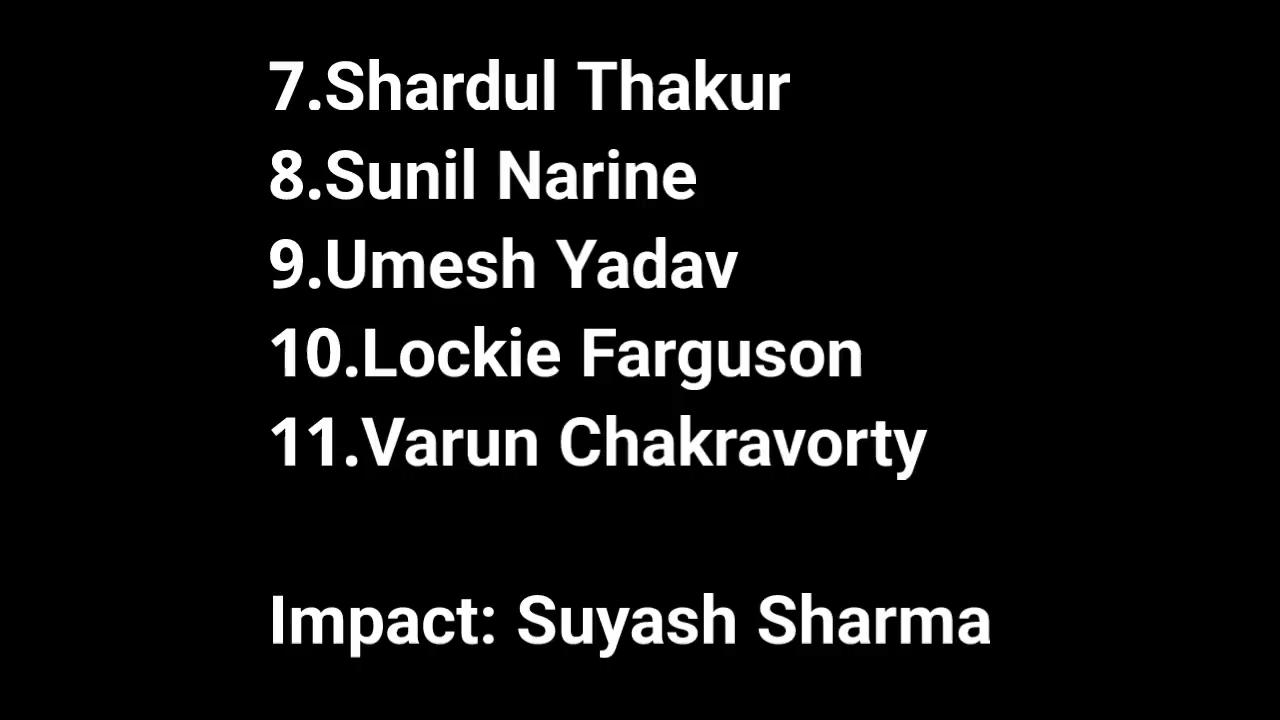 7.Shardul Thakur
8.Sunil Narine
9.Umesh Yadav
10.Lockie Farguson
11.Varun Chakravorty
Impact: Suyash Sharma